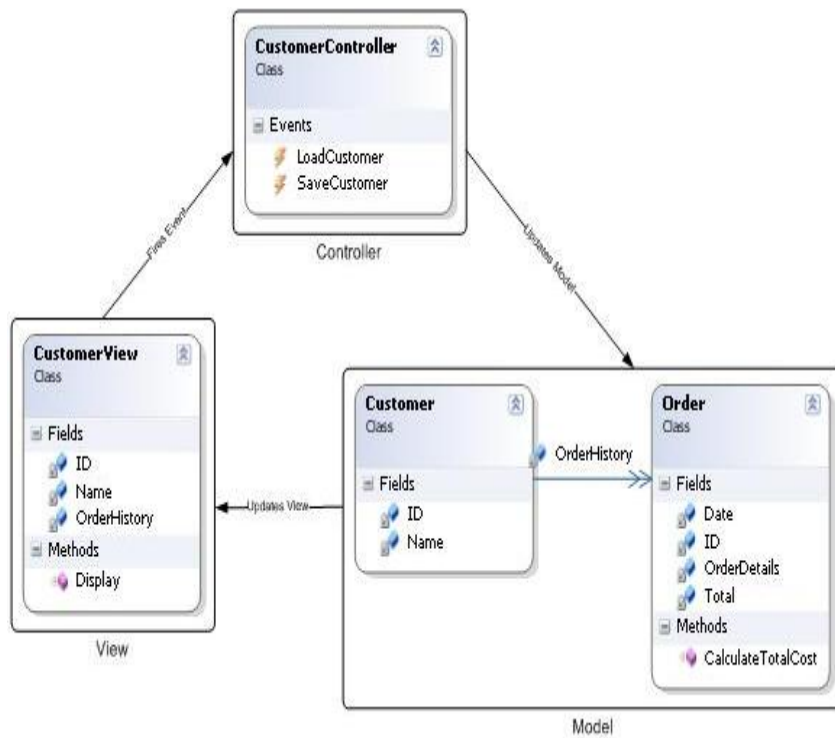 CustomerController
Class
Events
LoadCustomer
SaveCustomer
Controller
Fires Event
Updates Model
CustomerView
Class
Fields
ID
Name
OrderHistory
Methods
Display
View
Updates View
Customer
Class
Fields
ID
Name
OrderHistory
Order
Class
Fields
Date
ID
OrderDetails
Total
Methods
CalculateTotalCost
Model